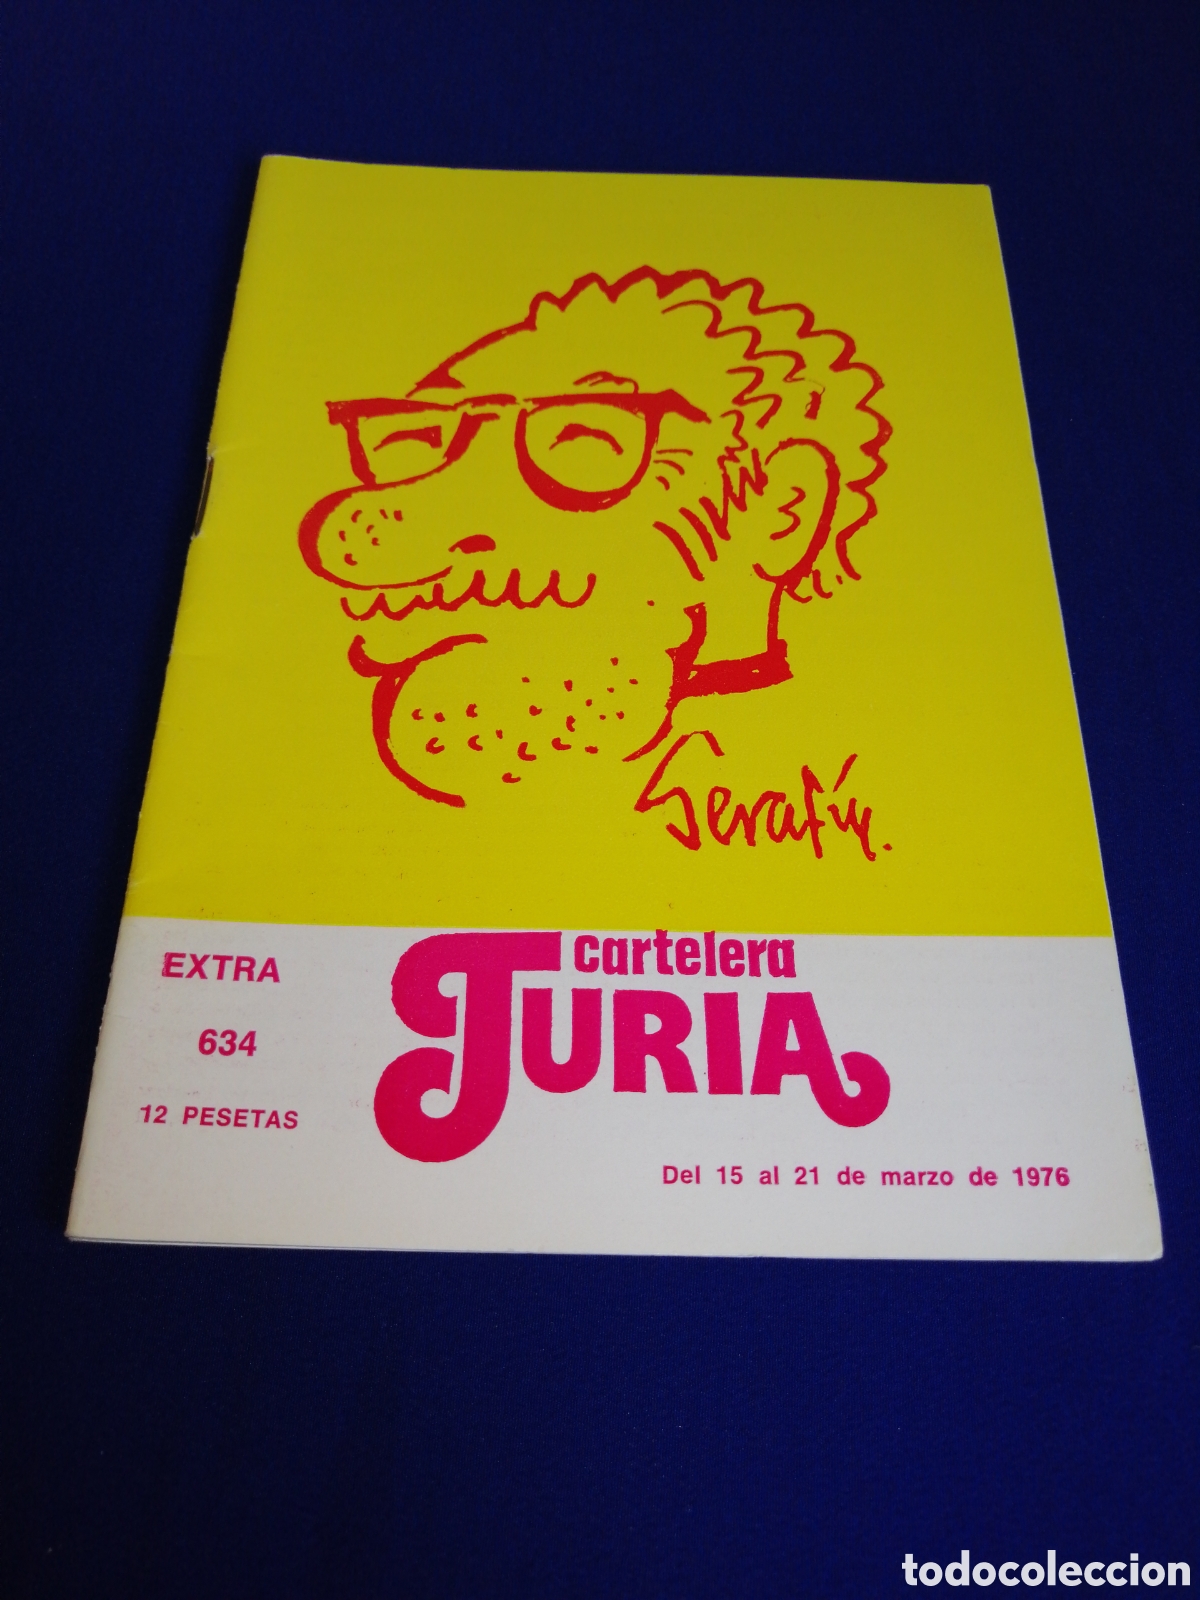 Serafín.
EXTRA
634
12 PESETAS
cartelera
TURIA
Del 15 al 21 de marzo de 1976
todocoleccion